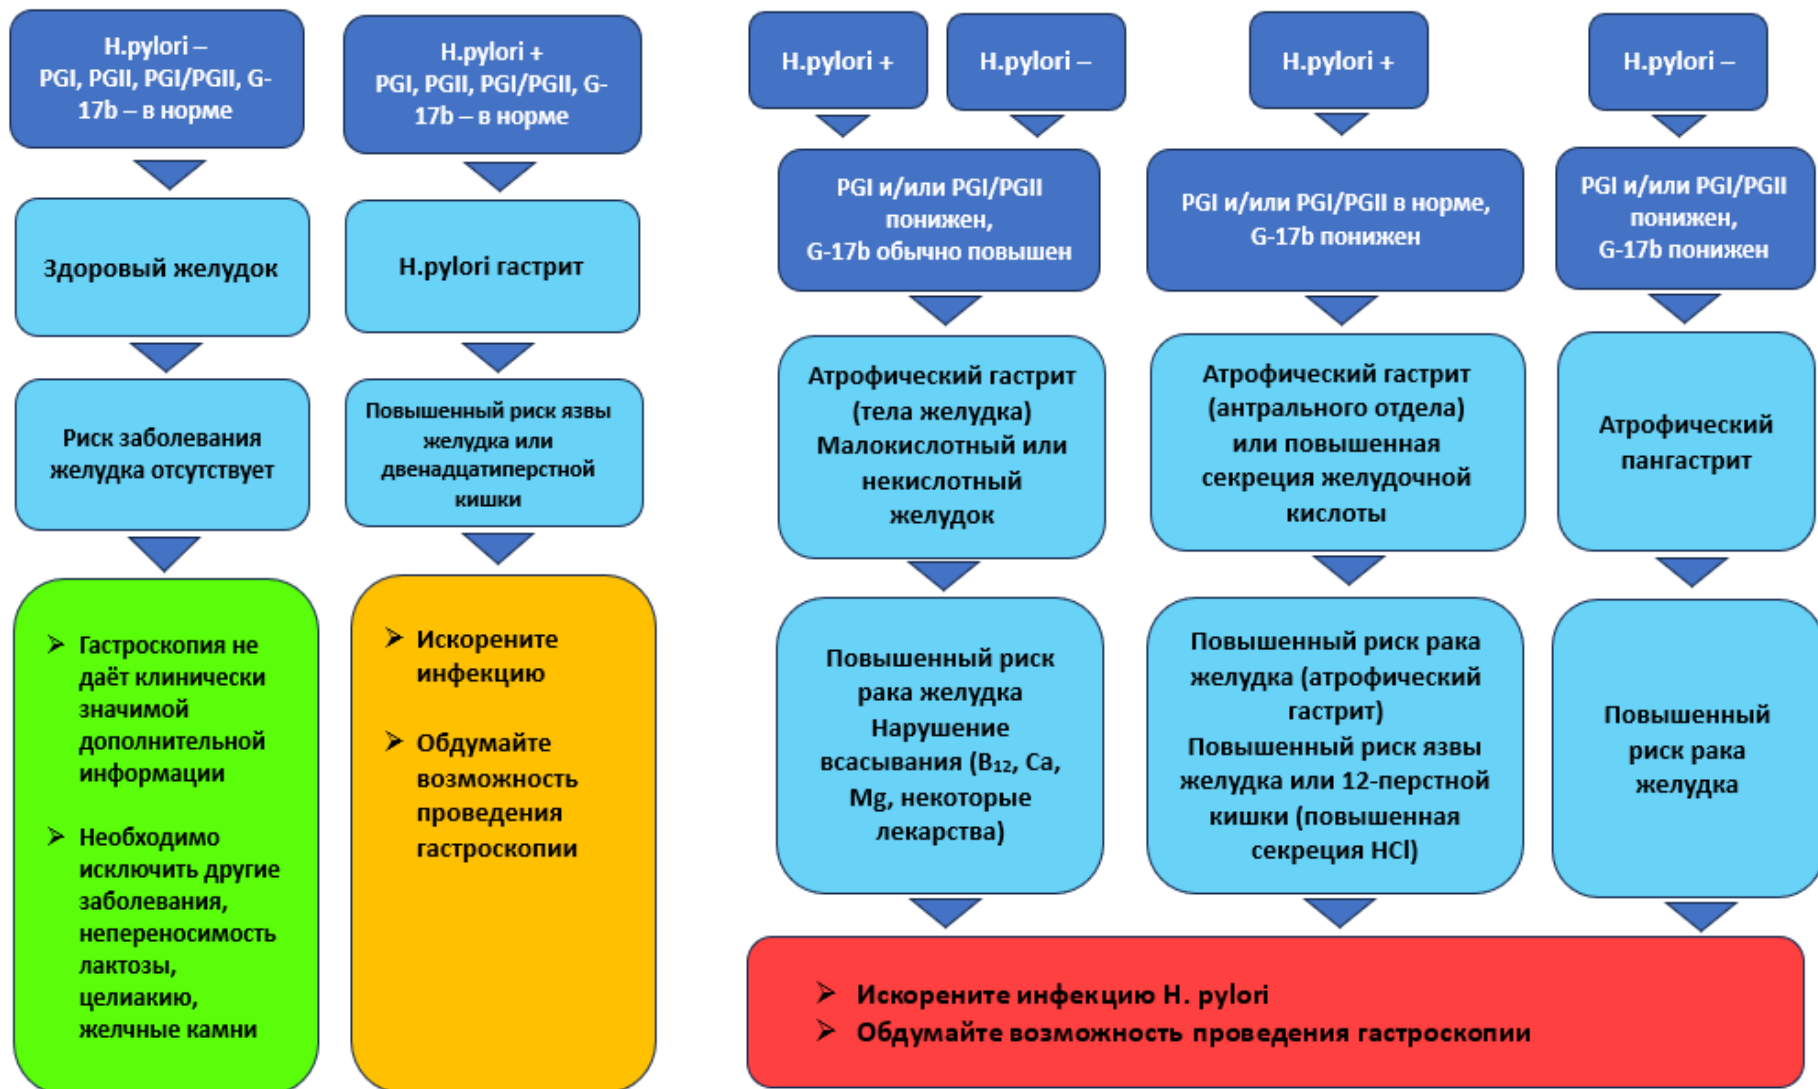 H.pylori –
PGI, PGII, PGI/PGII, G-
17b – в норме
Здоровый желудок
Риск заболевания
желудка отсутствует
➢ Гастроскопия не
даёт клинически
значимой
дополнительной
информации
➢ Необходимо
исключить другие
заболевания,
непереносимость
лактозы,
целиакию,
желчные камни
H.pylori +
PGI, PGII, PGI/PGII, G-
17b – в норме
H.pylori гастрит
Повышенный риск язвы
желудка или
двенадцатиперстной
кишки
➢ Искорените
инфекцию
➢ Обдумайте
возможность
проведения
гастроскопии
H.pylori +
H.pylori –
PGI и/или PGI/PGII
понижен,
G-17b обычно повышен
Атрофический гастрит
(тела желудка)
Малокислотный или
некислотный
желудок
Повышенный риск
рака желудка
Нарушение
всасывания (B₁₂, Ca,
Mg, некоторые
лекарства)
H.pylori +
PGI и/или PGI/PGII в норме,
G-17b понижен
Атрофический гастрит
(антрального отдела)
или повышенная
секреция желудочной
кислоты
Повышенный риск рака
желудка (атрофический
гастрит)
Повышенный риск язвы
желудка или 12-перстной
кишки (повышенная
секреция HCl)
H.pylori –
PGI и/или PGI/PGII
понижен,
G-17b понижен
Атрофический
пангастрит
Повышенный
риск рака
желудка
➢ Искорените инфекцию H. pylori
➢ Обдумайте возможность проведения гастроскопии